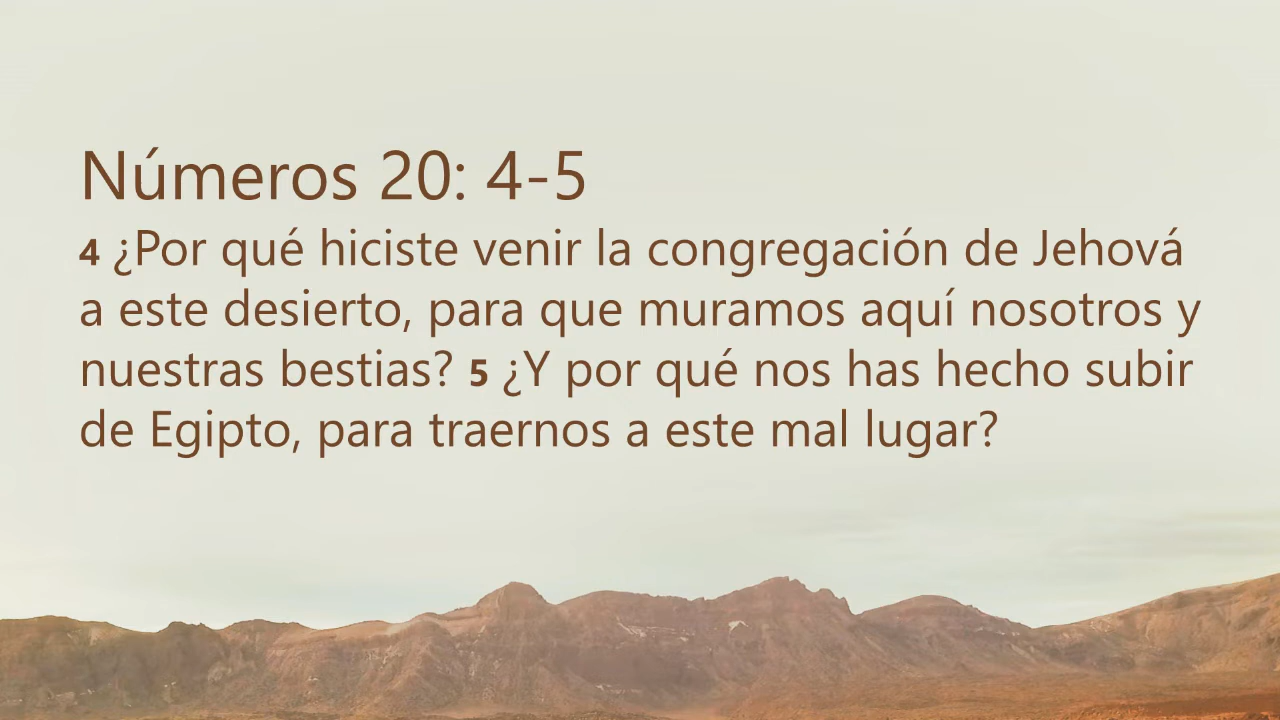 Números 20: 4-5
4 ¿Por qué hiciste venir la congregación de Jehová
a este desierto, para que muramos aquí nosotros y
nuestras bestias? 5 ¿Y por qué nos has hecho subir
de Egipto, para traernos a este mal lugar?